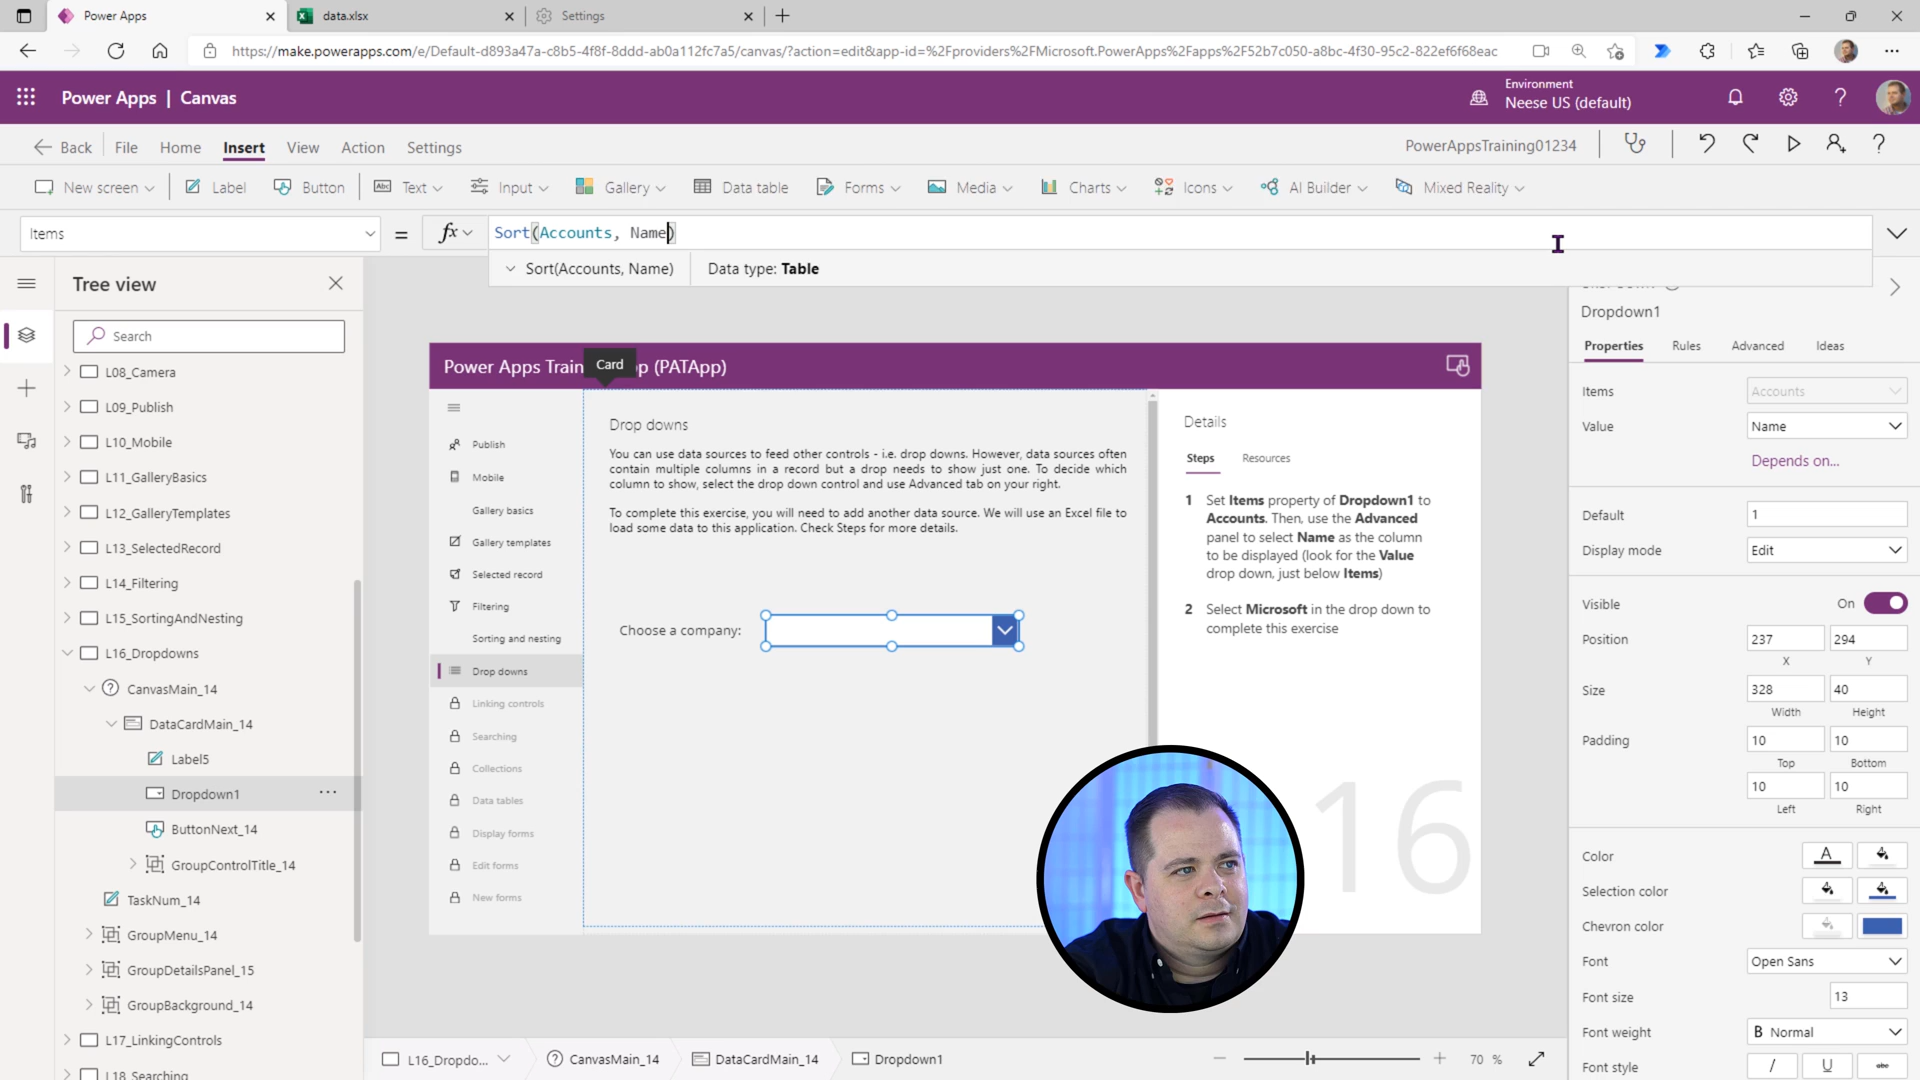 Power Apps
data.xlsx
Settings
https://make.powerapps.com/e/Default-d893a47a-c8b5-4f8f-8ddd-ab0a112fc7a5/canvas/?action=edit&app-id=%2Fproviders%2FMicrosoft.PowerApps%2Fapps%2F52b7c050-a8bc-4f30-95c2-822ef6f68eac
Power Apps | Canvas
Environment
Neese US (default)
Back
File
Home
Insert
View
Action
Settings
PowerAppsTraining01234
New screen
Label
Button
Text
Input
Gallery
Data table
Forms
Media
Charts
Icons
AI Builder
Mixed Reality
Items
=
fx
Sort(Accounts, Name)
Sort(Accounts, Name)
Data type: Table
Tree view
Search
L08_Camera
L09_Publish
L10_Mobile
L11_GalleryBasics
L12_GalleryTemplates
L13_SelectedRecord
L14_Filtering
L15_SortingAndNesting
L16_Dropdowns
CanvasMain_14
DataCardMain_14
Label5
Dropdown1
ButtonNext_14
GroupControlTitle_14
TaskNum_14
GroupMenu_14
GroupDetailsPanel_15
GroupBackground_14
L17_LinkingControls
L18_Searching
Power Apps Train
Card
p (PATApp)
Publish
Mobile
Gallery basics
Gallery templates
Selected record
Filtering
Sorting and nesting
Drop downs
Linking controls
Searching
Collections
Data tables
Display forms
Edit forms
New forms
Drop downs
You can use data sources to feed other controls - i.e. drop downs. However, data sources often
contain multiple columns in a record but a drop needs to show just one. To decide which
column to show, select the drop down control and use Advanced tab on your right.
To complete this exercise, you will need to add another data source. We will use an Excel file to
load some data to this application. Check Steps for more details.
Choose a company:
Details
Steps
Resources
1 Set Items property of Dropdown1 to
Accounts. Then, use the Advanced
panel to select Name as the column
to be displayed (look for the Value
drop down, just below Items)
2 Select Microsoft in the drop down to
complete this exercise
16
Dropdown1
Properties
Rules
Advanced
Ideas
Items
Accounts
Value
Name
Depends on...
Default
1
Display mode
Edit
Visible
On
Position
237
294
X
Y
Size
328
40
Width
Height
Padding
10
10
Top
Bottom
10
10
Left
Right
Color
A
Selection color
Chevron color
Font
Open Sans
Font size
13
Font weight
B Normal
Font style
/
U
abc
L16_Dropdo...
CanvasMain_14
DataCardMain_14
Dropdown1
70 %